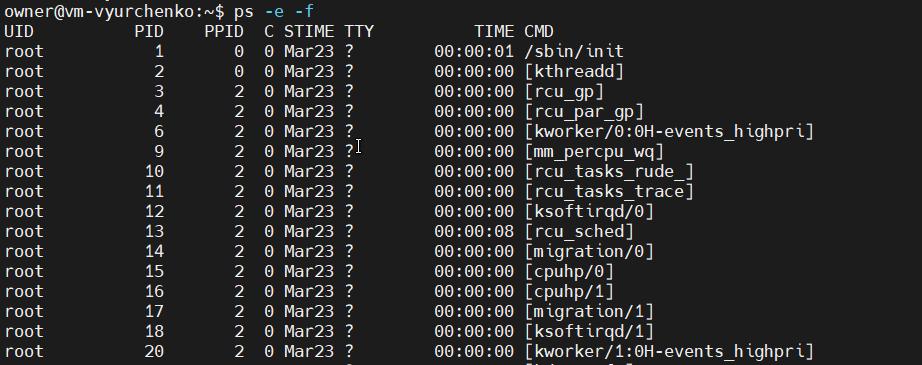 owner@vm-vyurchenko:~$ ps -e -f
UID          PID    PPID  C STIME TTY          TIME CMD
root           1       0  0 Mar23 ?        00:00:01 /sbin/init
root           2       0  0 Mar23 ?        00:00:00 [kthreadd]
root           3       2  0 Mar23 ?        00:00:00 [rcu_gp]
root           4       2  0 Mar23 ?        00:00:00 [rcu_par_gp]
root           6       2  0 Mar23 ?        00:00:00 [kworker/0:0H-events_highpri]
root           9       2  0 Mar23 ?        00:00:00 [mm_percpu_wq]
root          10       2  0 Mar23 ?        00:00:00 [rcu_tasks_rude_]
root          11       2  0 Mar23 ?        00:00:00 [rcu_tasks_trace]
root          12       2  0 Mar23 ?        00:00:00 [ksoftirqd/0]
root          13       2  0 Mar23 ?        00:00:08 [rcu_sched]
root          14       2  0 Mar23 ?        00:00:00 [migration/0]
root          15       2  0 Mar23 ?        00:00:00 [cpuhp/0]
root          16       2  0 Mar23 ?        00:00:00 [cpuhp/1]
root          17       2  0 Mar23 ?        00:00:00 [migration/1]
root          18       2  0 Mar23 ?        00:00:00 [ksoftirqd/1]
root          20       2  0 Mar23 ?        00:00:00 [kworker/1:0H-events_highpri]